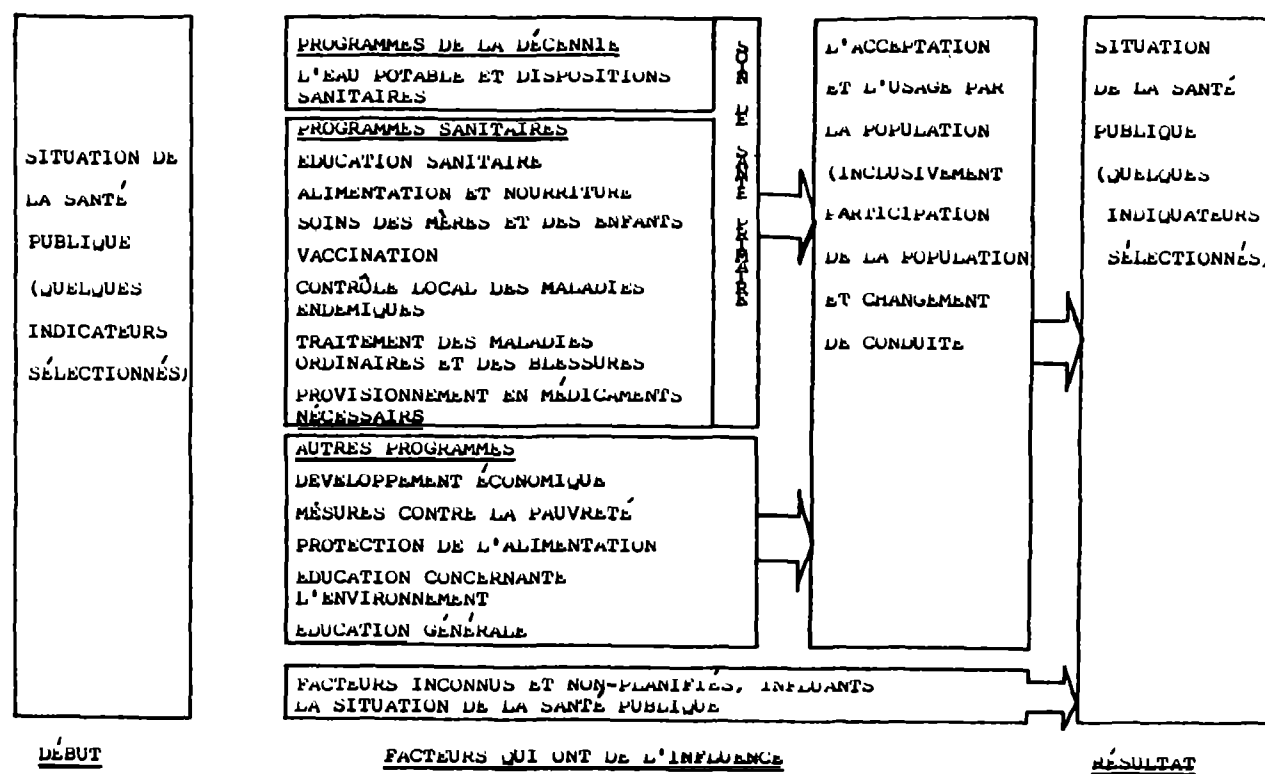 SITUATION DE
LA SANTÉ
PUBLIQUE
(QUELQUES
INDICATEURS
SÉLECTIONNÉS)
DÉBUT
PROGRAMMES DE LA DÉCENNIE
L'EAU POTABLE ET DISPOSITIONS
SANITAIRES
PROGRAMMES SANITAIRES
EDUCATION SANITAIRE
ALIMENTATION ET NOURRITURE
SOINS DES MÈRES ET DES ENFANTS
VACCINATION
CONTRÔLE LOCAL DES MALADIES
ENDEMIQUES
TRAITEMENT DES MALADIES
ORDINAIRES ET DES BLESSURES
PROVISIONNEMENT EN MÉDICAMENTS
NÉCESSAIRS
SOIN DE SANTÉ PRIMAIRE
AUTRES PROGRAMMES
DEVELOPPEMENT ÉCONOMIQUE
MÉSURES CONTRE LA PAUVRETÉ
PROTECTION DE L'ALIMENTATION
EDUCATION CONCERNANTE
L'ENVIRONNEMENT
EDUCATION GÉNÉRALE
FACTEURS INCONNUS ET NON-PLANIFIÉS, INFLUANTS
LA SITUATION DE LA SANTÉ PUBLIQUE
FACTEURS QUI ONT DE L'INFLUENCE
L'ACCEPTATION
ET L'USAGE PAR
LA POPULATION
(INCLUSIVEMENT
PARTICIPATION
DE LA POPULATION
ET CHANGEMENT
DE CONDUITE
SITUATION
DE LA SANTÉ
PUBLIQUE
(QUELQUES
INDIQUATEURS
SÉLECTIONNÉS)
RÉSULTAT